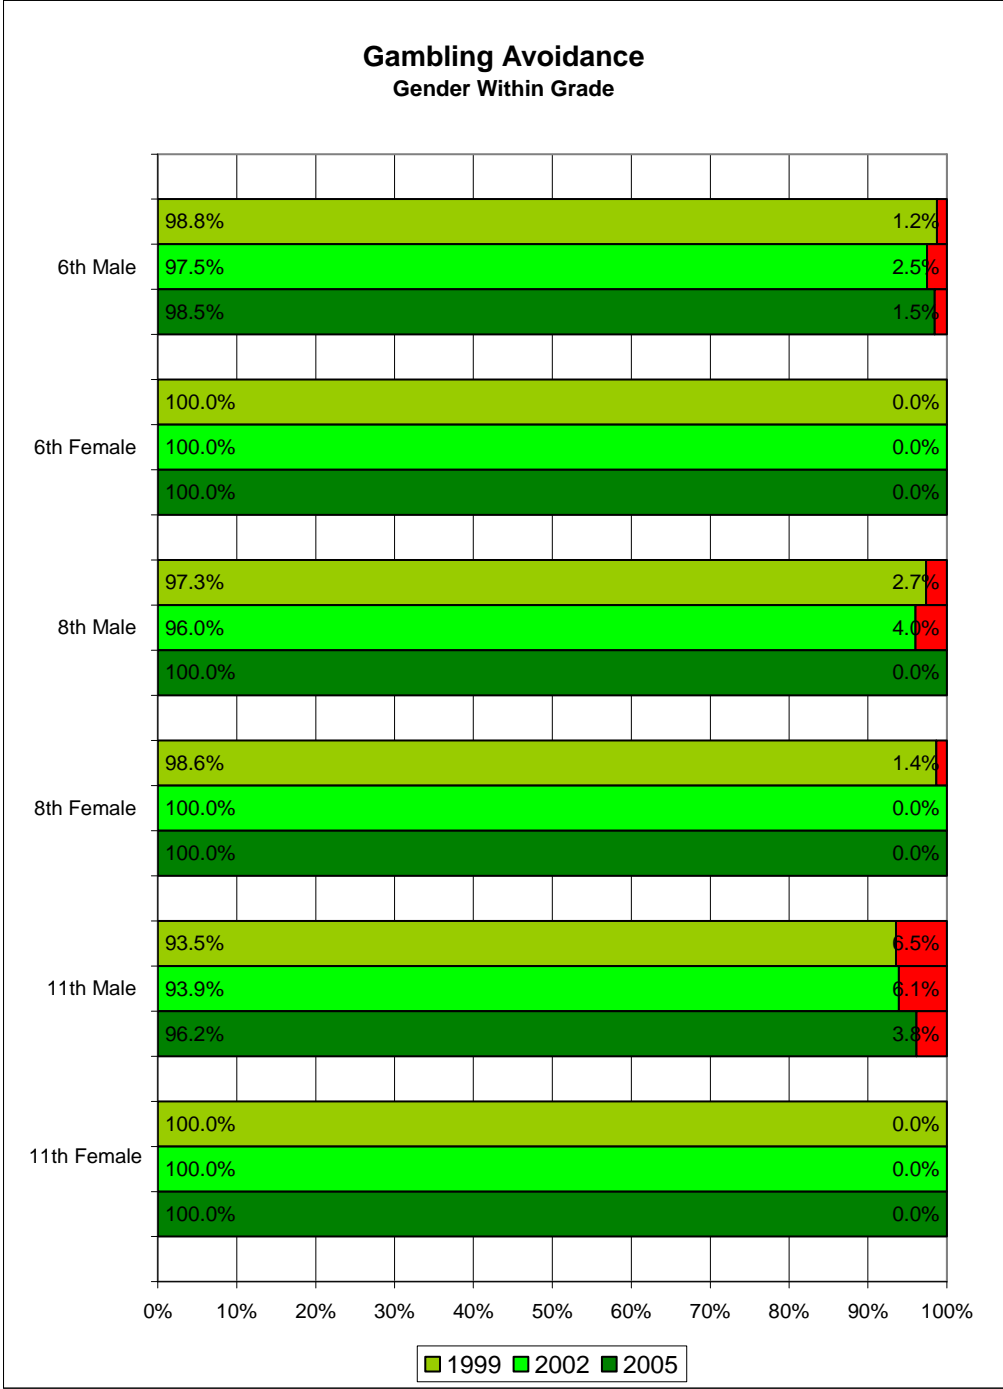 Gambling Avoidance
Gender Within Grade
98.8% 1.2%
6th Male 97.5% 2.5%
98.5% 1.5%
100.0% 0.0%
6th Female 100.0% 0.0%
100.0% 0.0%
97.3% 2.7%
8th Male 96.0% 4.0%
100.0% 0.0%
98.6% 1.4%
8th Female 100.0% 0.0%
100.0% 0.0%
93.5% 6.5%
11th Male 93.9% 6.1%
96.2% 3.8%
100.0% 0.0%
11th Female 100.0% 0.0%
100.0% 0.0%
0% 10% 20% 30% 40% 50% 60% 70% 80% 90% 100%
1999 2002 2005